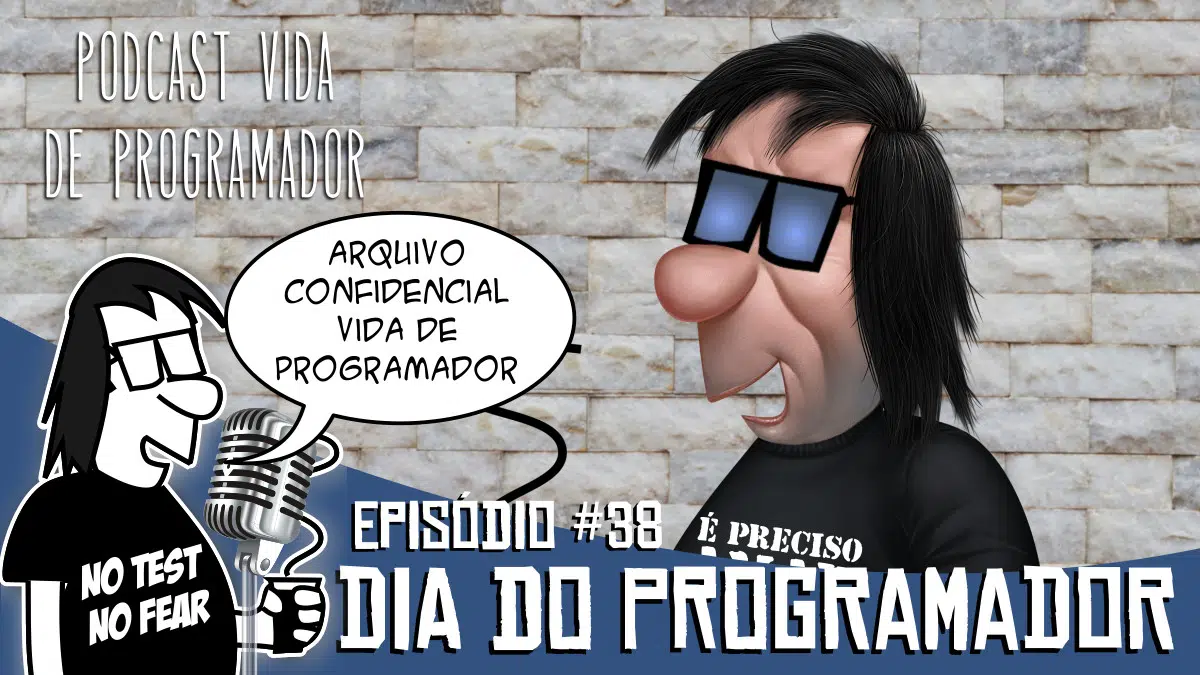 PODCAST VIDA
DE PROGRAMADOR
ARQUIVO
CONFIDENCIAL
VIDA DE
PROGRAMADOR
NO TEST
NO FEAR
É PRECISO
EPISÓDIO #38
DIA DO PROGRAMADOR